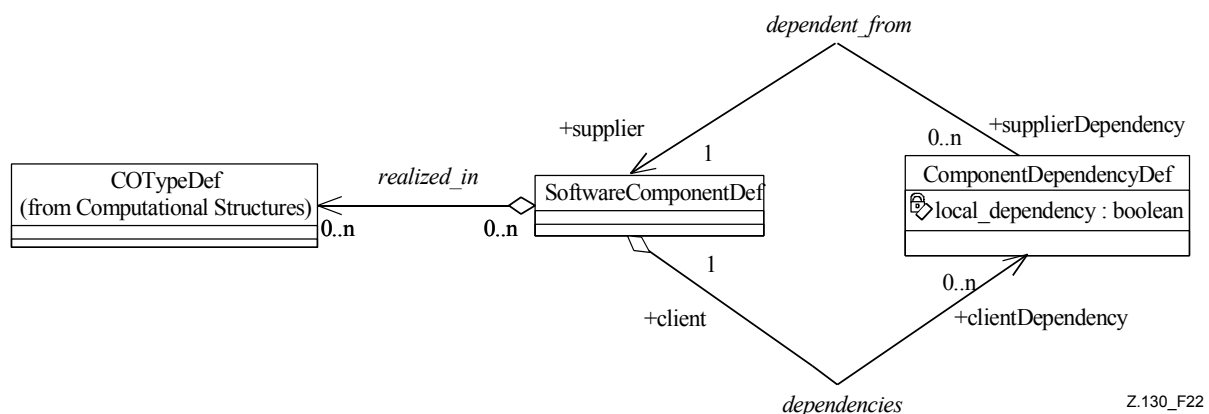 dependent_from
+supplier
+supplierDependency
1
0..n
COTypeDef
(from Computational Structures)
realized_in
0..n
0..n
SoftwareComponentDef
ComponentDependencyDef
local_dependency : boolean
1
0..n
+client
+clientDependency
dependencies
Z.130_F22